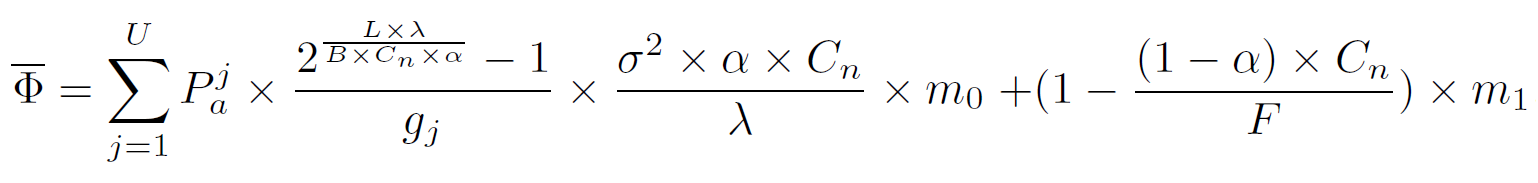 $\overline{\Phi} = \sum_{j=1}^{U} P_a^j \times \frac{2^{\frac{L \times \lambda}{B \times C_n \times \alpha}} - 1}{g_j} \times \frac{\sigma^2 \times \alpha \times C_n}{\lambda} \times m_0 + (1 - \frac{(1 - \alpha) \times C_n}{F}) \times m_1$